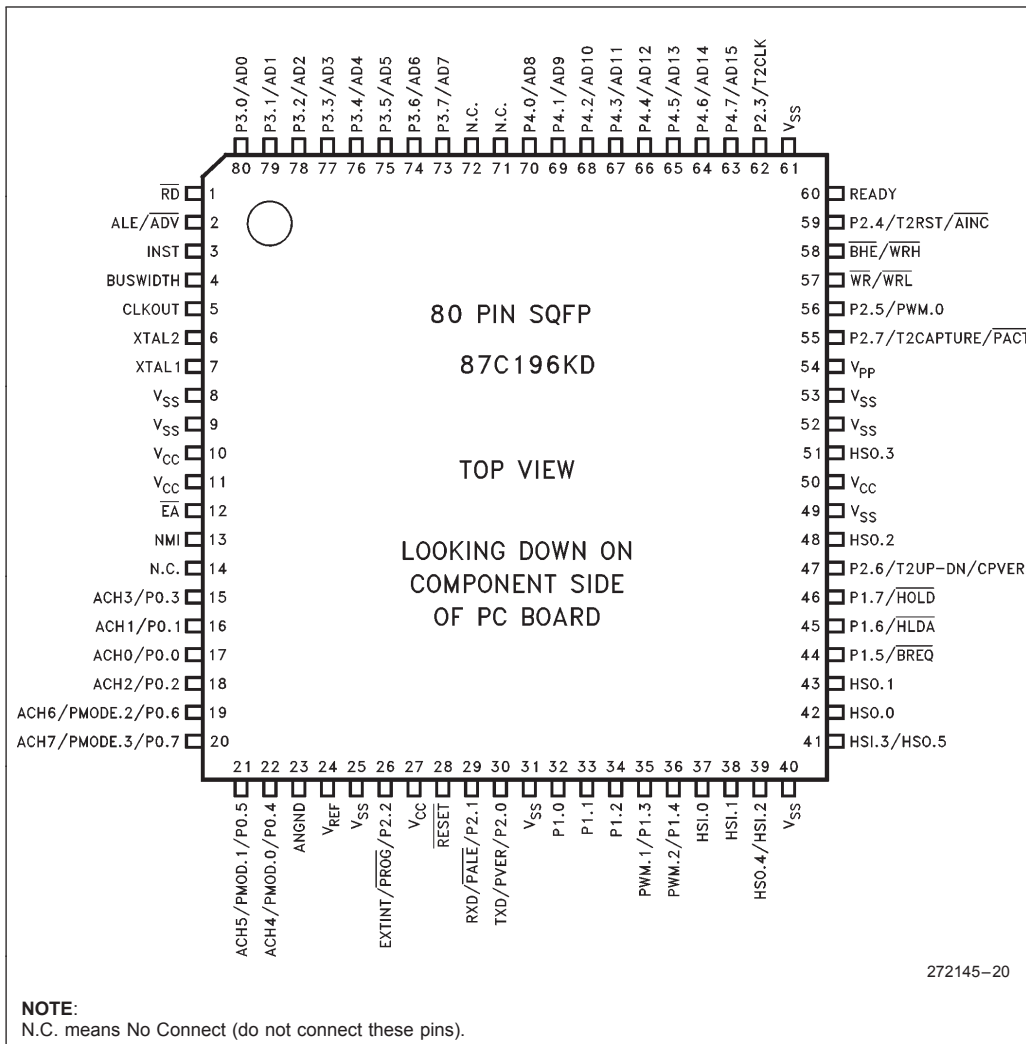 P3.0/AD0
P3.1/AD1
P3.2/AD2
P3.3/AD3
P3.4/AD4
P3.5/AD5
P3.6/AD6
P3.7/AD7
N.C.
N.C.
P4.0/AD8
P4.1/AD9
P4.2/AD10
P4.3/AD11
P4.4/AD12
P4.5/AD13
P4.6/AD14
P4.7/AD15
P2.3/T2CLK
VSS
80 79 78 77 76 75 74 73 72 71 70 69 68 67 66 65 64 63 62 61
RD 1
ALE/ADV 2
INST 3
BUSWIDTH 4
CLKOUT 5
XTAL2 6
XTAL1 7
VSS 8
VSS 9
VCC 10
VCC 11
EA 12
NMI 13
N.C. 14
ACH3/P0.3 15
ACH1/P0.1 16
ACH0/P0.0 17
ACH2/P0.2 18
ACH6/PMODE.2/P0.6 19
ACH7/PMODE.3/P0.7 20
80 PIN SQFP
87C196KD
TOP VIEW
LOOKING DOWN ON
COMPONENT SIDE
OF PC BOARD
60 READY
59 P2.4/T2RST/AINC
58 BHE/WRH
57 WR/WRL
56 P2.5/PWM.0
55 P2.7/T2CAPTURE/PACT
54 VPP
53 VSS
52 VSS
51 HSO.3
50 VCC
49 VSS
48 HSO.2
47 P2.6/T2UP-DN/CPVER
46 P1.7/HOLD
45 P1.6/HLDA
44 P1.5/BREQ
43 HSO.1
42 HSO.0
41 HSI.3/HSO.5
21 22 23 24 25 26 27 28 29 30 31 32 33 34 35 36 37 38 39 40
ACH5/PMOD.1/P0.5
ACH4/PMOD.0/P0.4
ANGND
VREF
VSS
EXTINT/PROG/P2.2
VCC
RESET
RXD/PALE/P2.1
TXD/PVER/P2.0
VSS
P1.0
P1.1
P1.2
PWM.1/P1.3
PWM.2/P1.4
HSI.0
HSI.1
HSO.4/HSI.2
VSS
272145–20
NOTE:
N.C. means No Connect (do not connect these pins).